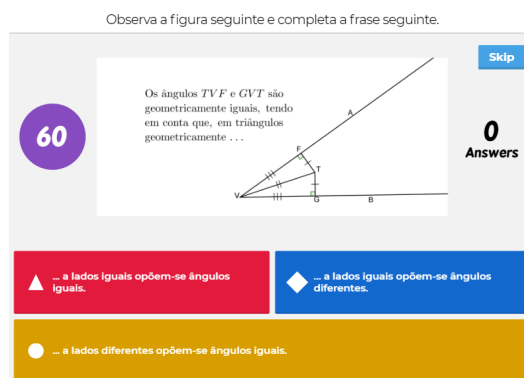 Observa a figura seguinte e completa a frase seguinte.
Skip
Os ângulos TVF e GVT são
geometricamente iguais, tendo
em conta que, em triângulos
geometricamente . . .
60
0
Answers
A
F
T
V
G
B
... a lados iguais opõem-se ângulos
iguais.
... a lados iguais opõem-se ângulos
diferentes.
... a lados diferentes opõem-se ângulos iguais.